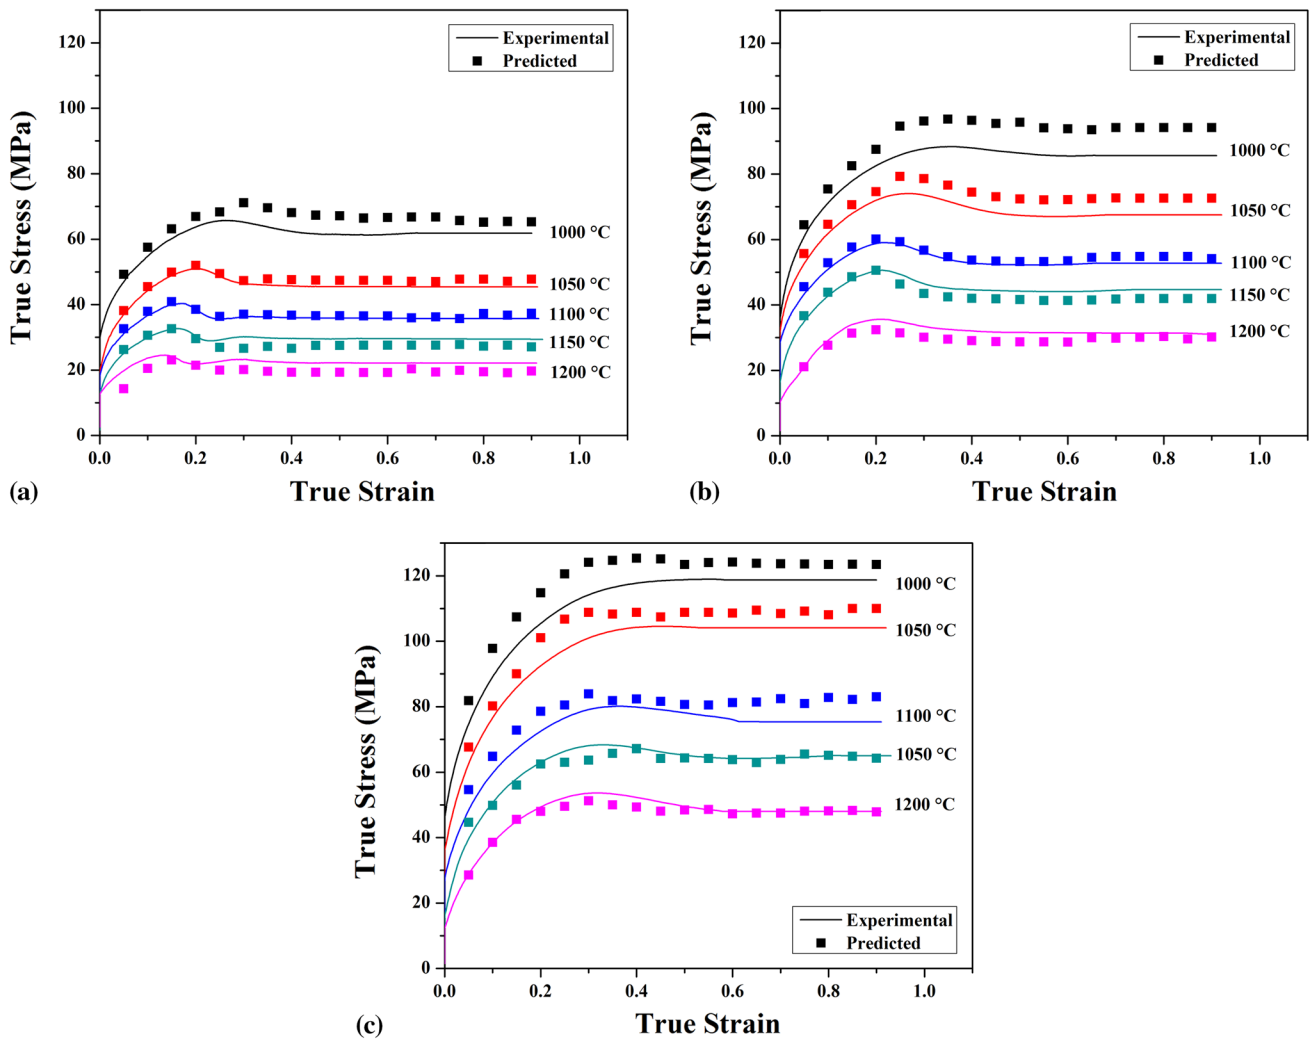 120
100
80
60
40
20
0
True Stress (MPa)
Experimental
Predicted
1000 °C
1050 °C
1100 °C
1150 °C
1200 °C
0.0 0.2 0.4 0.6 0.8 1.0
(a) True Strain
120
100
80
60
40
20
0
True Stress (MPa)
Experimental
Predicted
1000 °C
1050 °C
1100 °C
1150 °C
1200 °C
0.0 0.2 0.4 0.6 0.8 1.0
(b) True Strain
120
100
80
60
40
20
0
True Stress (MPa)
1000 °C
1050 °C
1100 °C
1050 °C
1200 °C
Experimental
Predicted
0.0 0.2 0.4 0.6 0.8 1.0
(c) True Strain